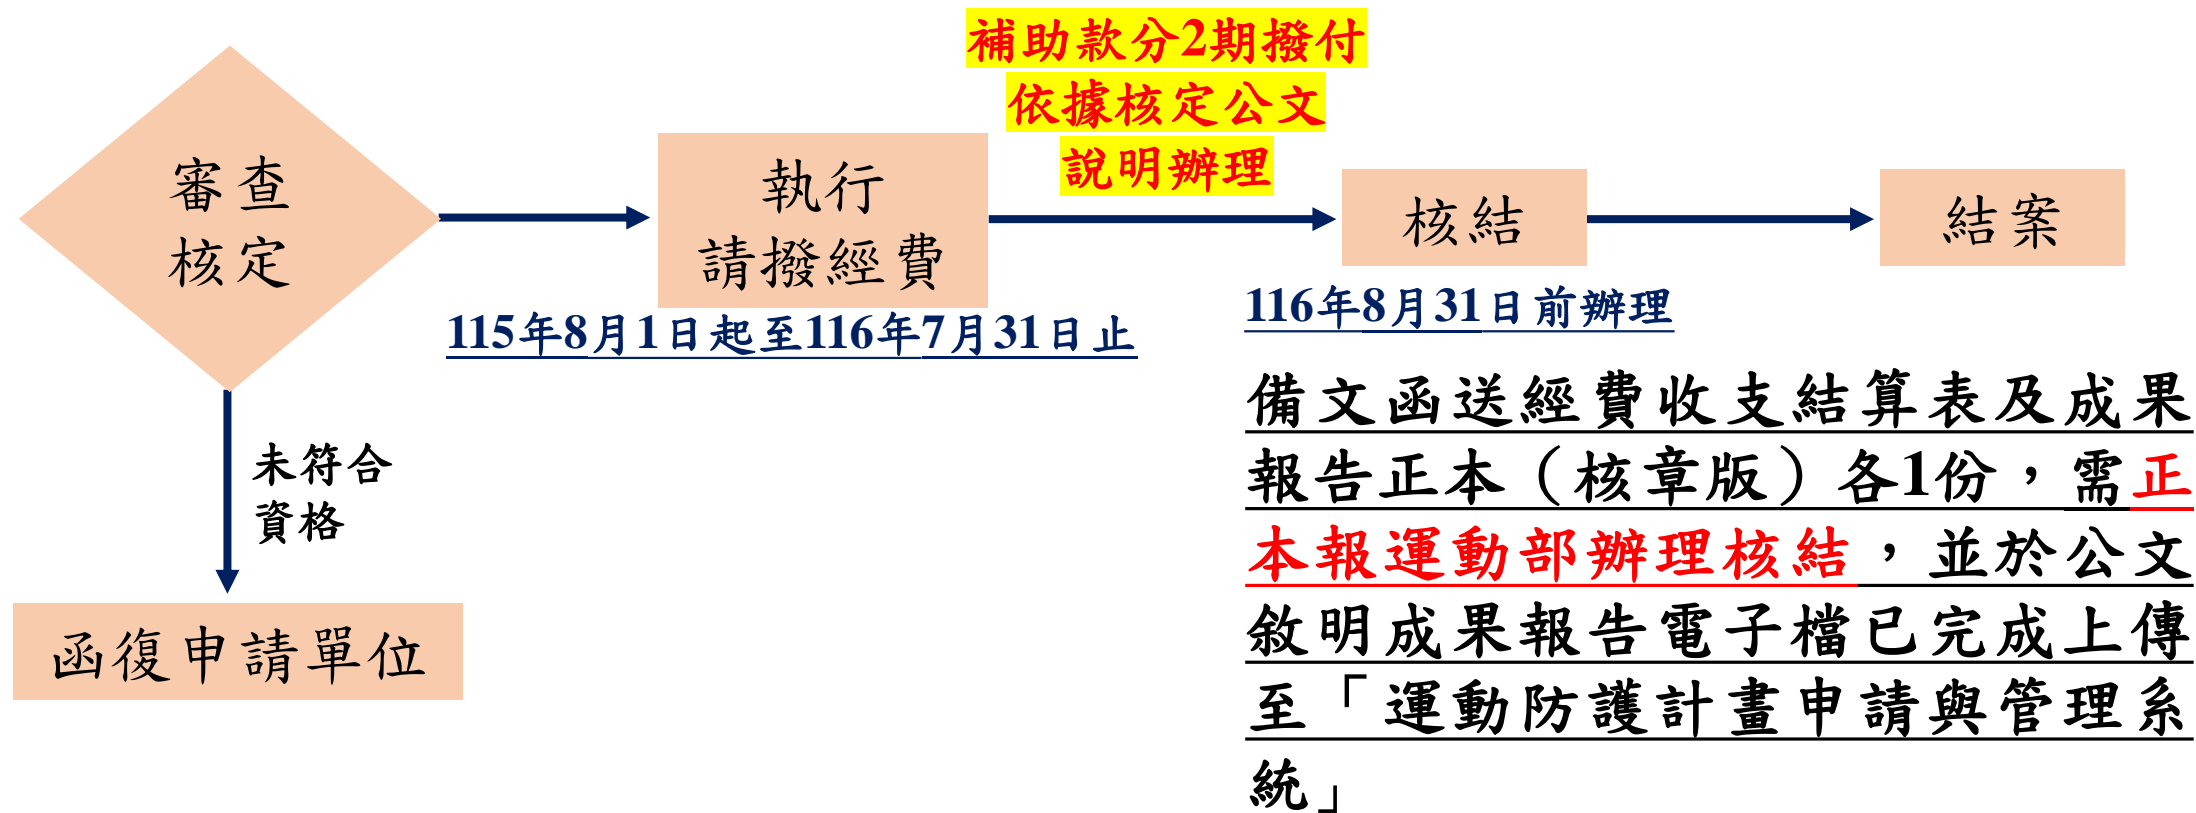 補助款分2期撥付
依據核定公文
說明辦理
審查
核定
執行
請撥經費
核結
結案
115年8月1日起至116年7月31日止
116年8月31日前辦理
未符合
資格
函復申請單位
備文函送經費收支結算表及成果
報告正本（核章版）各1份，需正
本報運動部辦理核結，並於公文
敘明成果報告電子檔已完成上傳
至「運動防護計畫申請與管理系
統」